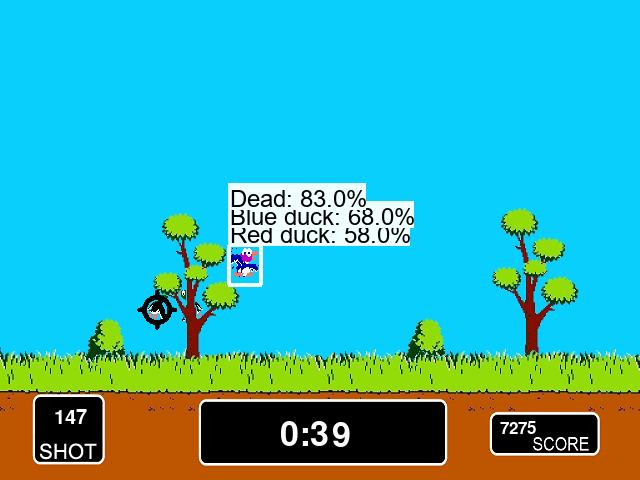 Dead: 83.0%
Blue duck: 68.0%
Red duck: 58.0%
147
SHOT
0:39
7275
SCORE